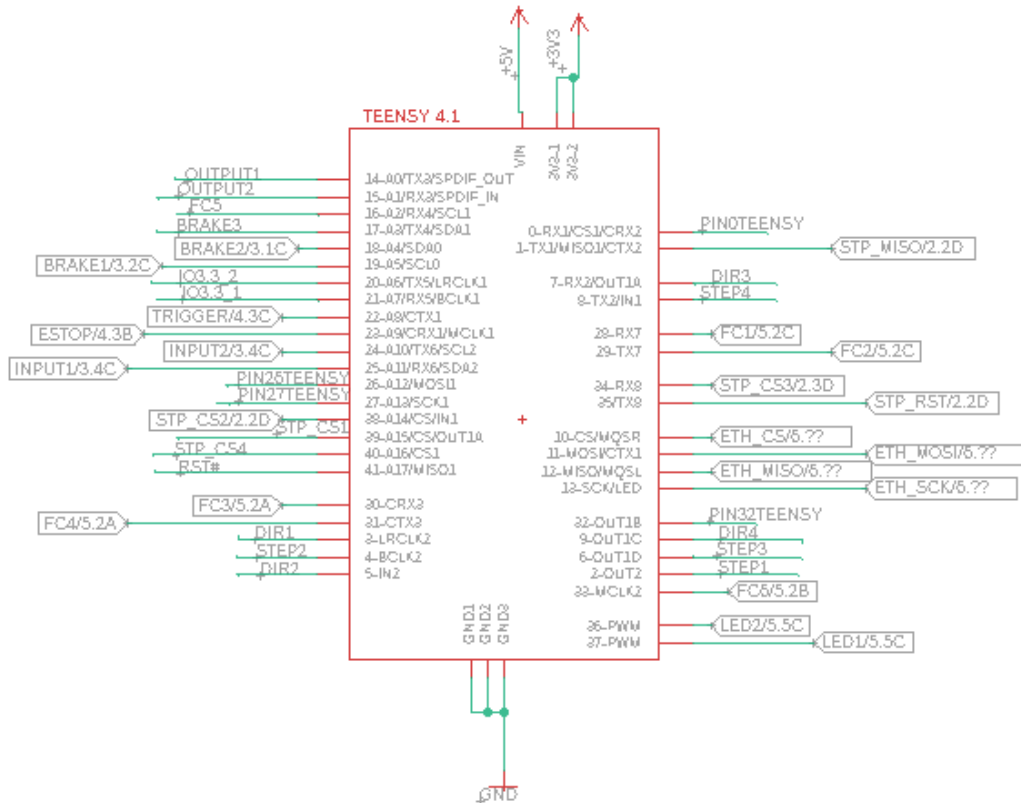 +5V
+3V3
TEENSY 4.1
VIN
3V3-1
3V3-2
OUTPUT1
14-A0/TX3/SPDIF_OUT
OUTPUT2
15-A1/RX3/SPDIF_IN
FC5
16-A2/RX4/SCL1
BRAKE3
17-A3/TX4/SDA1
BRAKE2/3.1C
18-A4/SDA0
BRAKE1/3.2C
19-A5/SCL0
IO3.3_2
20-A6/TX5/LRCLK1
IO3.3_1
21-A7/RX5/BCLK1
TRIGGER/4.3C
22-A8/CTX1
ESTOP/4.3B
23-A9/CRX1/MCLK1
INPUT2/3.4C
24-A10/TX6/SCL2
INPUT1/3.4C
25-A11/RX6/SDA2
PIN26TEENSY
26-A12/MOSI1
PIN27TEENSY
27-A13/SCK1
STP_CS2/2.2D
38-A14/CS/IN1
STP_CS1
39-A15/CS/OUT1A
STP_CS4
40-A16/CS1
RST#
41-A17/MISO1
FC3/5.2A
30-CRX3
FC4/5.2A
31-CTX3
DIR1
3-LRCLK2
STEP2
4-BCLK2
DIR2
5-IN2
0-RX1/CS1/CRX2
PIN0TEENSY
1-TX1/MISO1/CTX2
STP_MISO/2.2D
7-RX2/OUT1A
DIR3
8-TX2/IN1
STEP4
28-RX7
FC1/5.2C
29-TX7
FC2/5.2C
34-RX8
STP_CS3/2.3D
35/TX8
STP_RST/2.2D
10-CS/MQSR
ETH_CS/6.??
11-MOSI/CTX1
ETH_MOSI/6.??
12-MISO/MQSL
ETH_MISO/6.??
13-SCK/LED
ETH_SCK/6.??
32-OUT1B
PIN32TEENSY
9-OUT1C
DIR4
6-OUT1D
STEP3
2-OUT2
STEP1
33-MCLK2
FC6/5.2B
36-PWM
LED2/5.5C
37-PWM
LED1/5.5C
GND1
GND2
GND3
GND